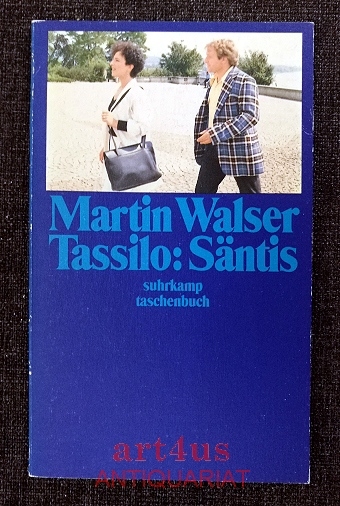 Martin Walser
Tassilo: Säntis
suhrkamp
taschenbuch
art4us
ANTIQUARIAT